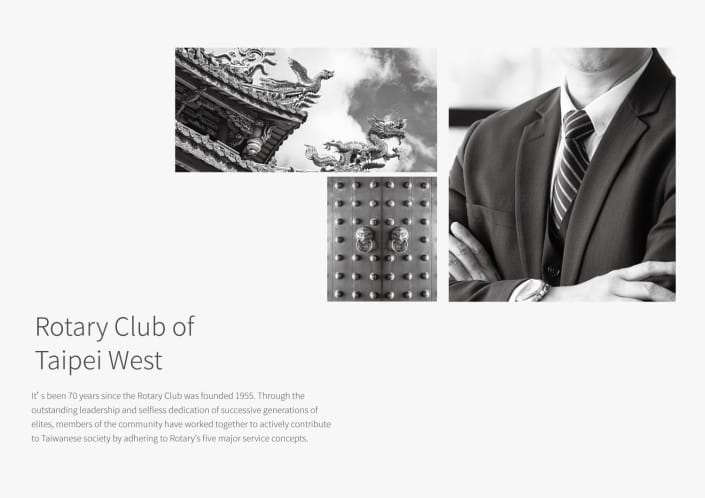 Rotary Club of
Taipei West
It's been 70 years since the Rotary Club was founded 1955. Through the
outstanding leadership and selfless dedication of successive generations of
elites, members of the community have worked together to actively contribute
to Taiwanese society by adhering to Rotary's five major service concepts.